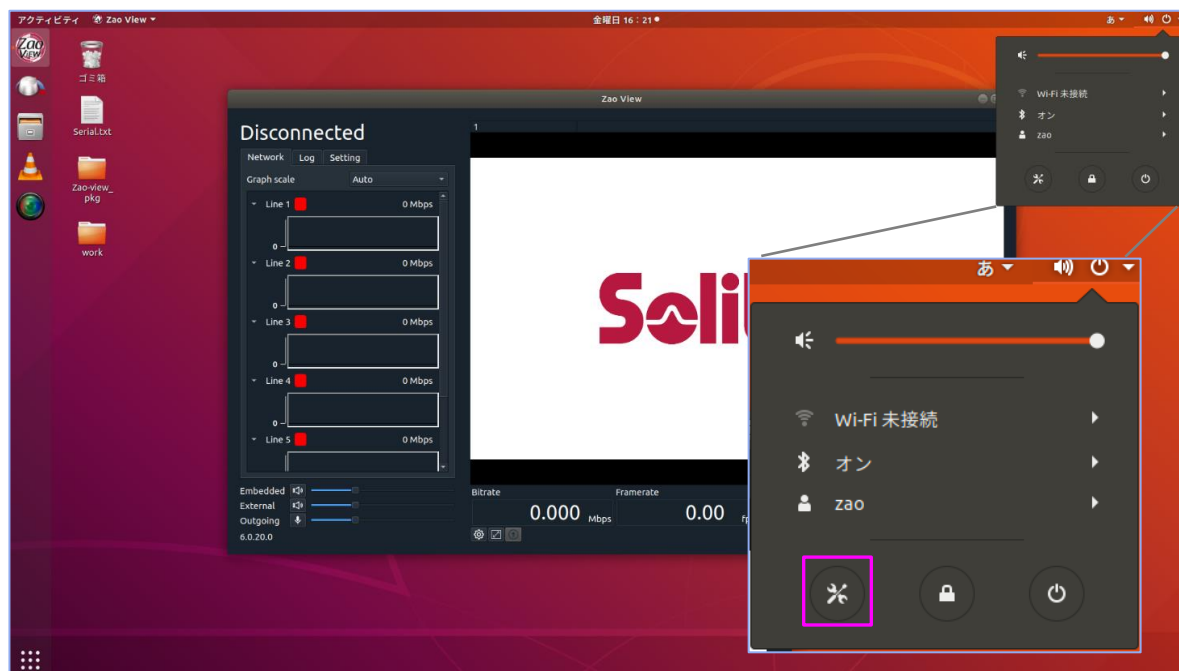 アクティビティ Zao View
金曜日 16：21
あ
ゴミ箱
Serial.txt
Zao-view_
pkg
work
Zao View
Disconnected
Network Log Setting
Graph scale Auto
Line 1 0 Mbps
0
Line 2 0 Mbps
0
Line 3 0 Mbps
0
Line 4 0 Mbps
0
Line 5 0 Mbps
Embedded
External
Outgoing
6.0.20.0
1
Soli
Bitrate Framerate
0.000 Mbps 0.00
Wi-Fi 未接続
オン
zao
あ
Wi-Fi 未接続
オン
zao